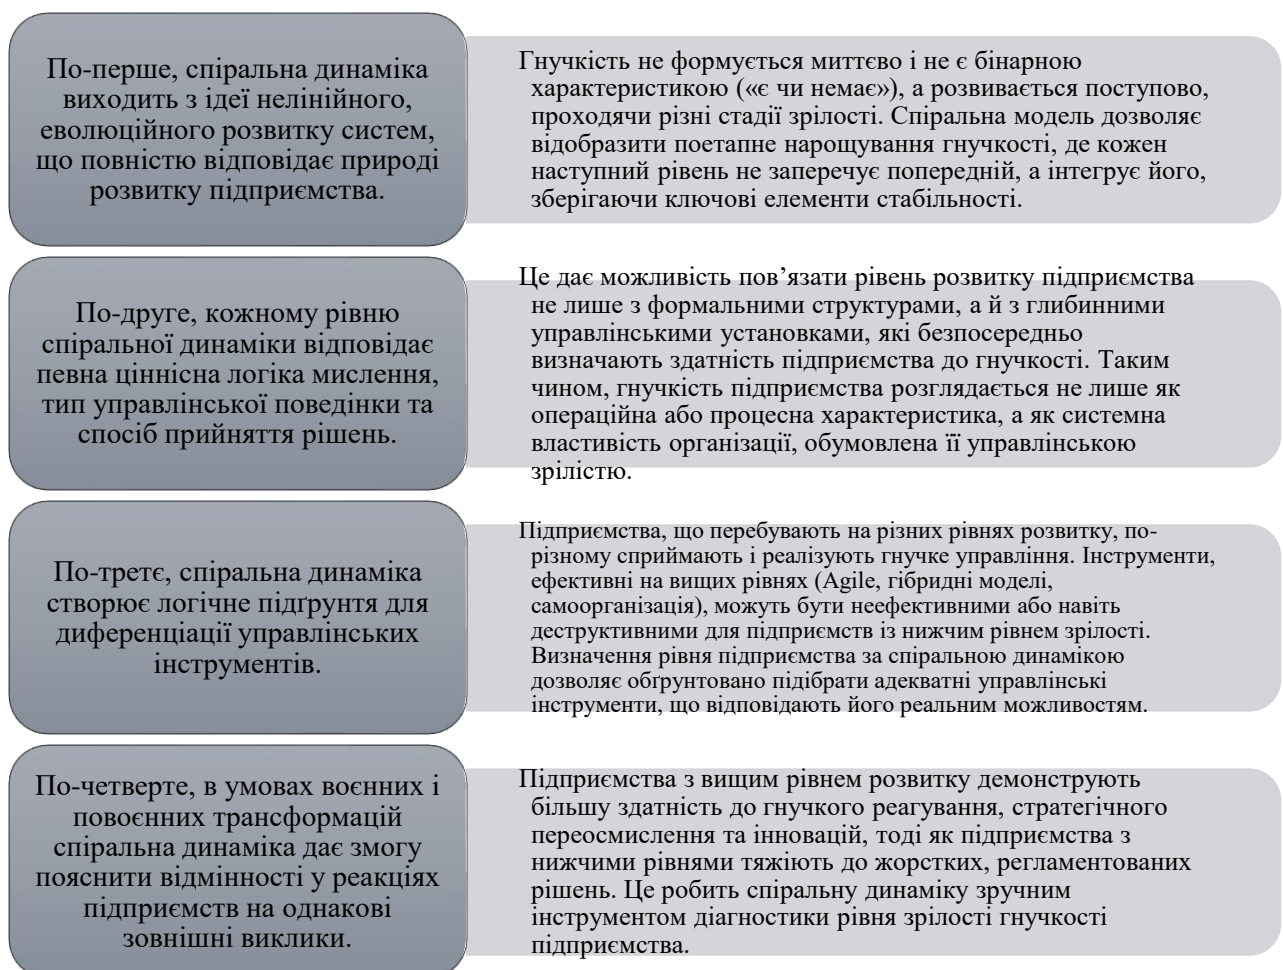 По-перше, спіральна динаміка
виходить з ідеї нелінійного,
еволюційного розвитку систем,
що повністю відповідає природі
розвитку підприємства.
Гнучкість не формується миттєво і не є бінарною
характеристикою («є чи немає»), а розвивається поступово,
проходячи різні стадії зрілості. Спіральна модель дозволяє
відобразити поетапне нарощування гнучкості, де кожен
наступний рівень не заперечує попередній, а інтегрує його,
зберігаючи ключові елементи стабільності.
По-друге, кожному рівню
спіральної динаміки відповідає
певна ціннісна логіка мислення,
тип управлінської поведінки та
спосіб прийняття рішень.
Це дає можливість пов’язати рівень розвитку підприємства
не лише з формальними структурами, а й з глибинними
управлінськими установками, які безпосередньо
визначають здатність підприємства до гнучкості. Таким
чином, гнучкість підприємства розглядається не лише як
операційна або процесна характеристика, а як системна
властивість організації, обумовлена її управлінською
зрілістю.
По-третє, спіральна динаміка
створює логічне підґрунтя для
диференціації управлінських
інструментів.
Підприємства, що перебувають на різних рівнях розвитку, по-
різному сприймають і реалізують гнучке управління. Інструменти,
ефективні на вищих рівнях (Agile, гібридні моделі,
самоорганізація), можуть бути неефективними або навіть
деструктивними для підприємств із нижчим рівнем зрілості.
Визначення рівня підприємства за спіральною динамікою
дозволяє обґрунтовано підібрати адекватні управлінські
інструменти, що відповідають його реальним можливостям.
По-четверте, в умовах воєнних і
повоєнних трансформацій
спіральна динаміка дає змогу
пояснити відмінності у реакціях
підприємств на однакові
зовнішні виклики.
Підприємства з вищим рівнем розвитку демонструють
більшу здатність до гнучкого реагування, стратегічного
переосмислення та інновацій, тоді як підприємства з
нижчими рівнями тяжіють до жорстких, регламентованих
рішень. Це робить спіральну динаміку зручним
інструментом діагностики рівня зрілості гнучкості
підприємства.